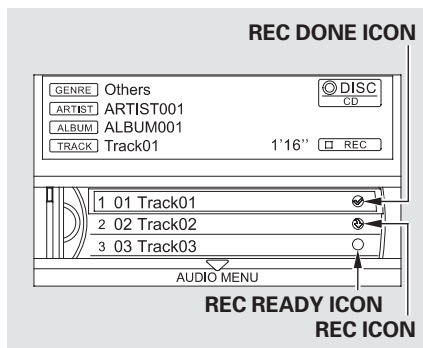 REC DONE ICON
GENRE Others
DISC
CD
ARTIST ARTIST001
ALBUM ALBUM001
TRACK Track01 1'16’’ REC
1 01 Track01
2 02 Track02
3 03 Track03
AUDIO MENU
REC READY ICON
REC ICON